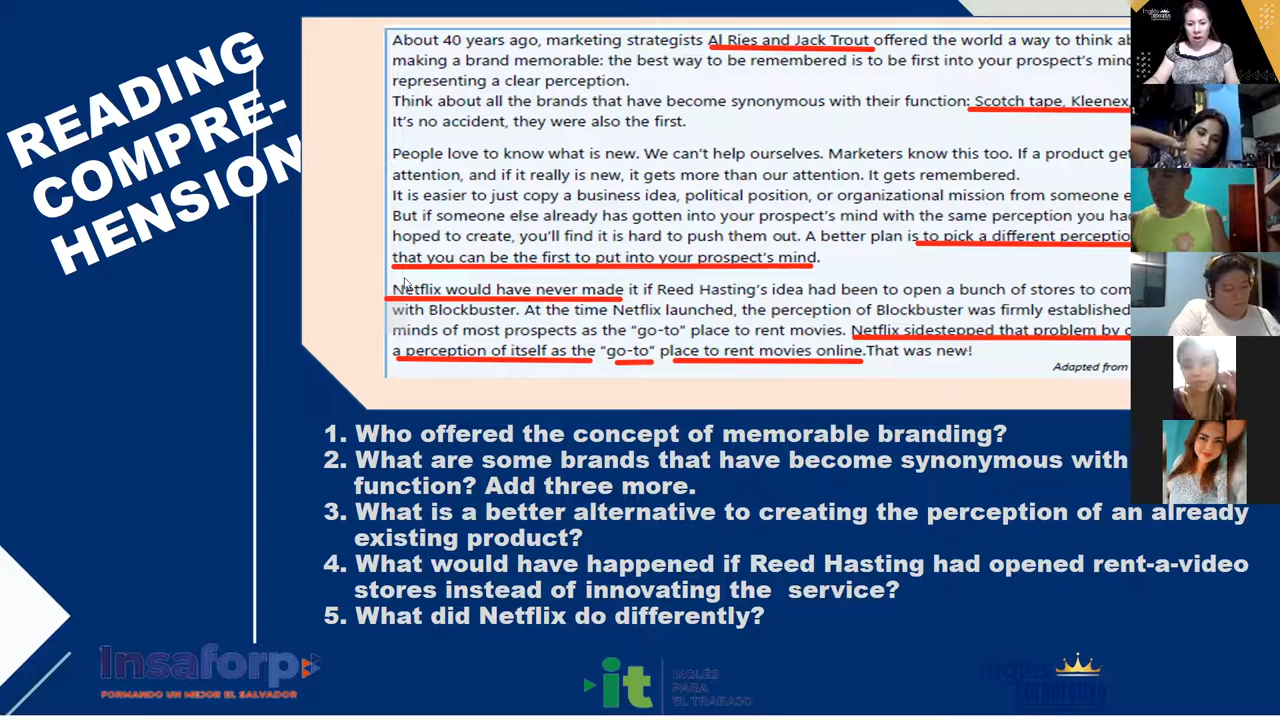 READING
COMPRE-
HENSION
About 40 years ago, marketing strategists Al Ries and Jack Trout offered the world a way to think
making a brand memorable: the best way to be remembered is to be first into your prospect's mind
representing a clear perception.
Think about all the brands that have become synonymous with their function: Scotch tape, Kleenex,
It's no accident, they were also the first.
People love to know what is new. We can't help ourselves. Marketers know this too. If a product
attention, and if it really is new, it gets more than our attention. It gets remembered.
It is easier to just copy a business idea, political position, or organizational mission from someone
But if someone else already has gotten into your prospect's mind with the same perception you
hoped to create, you'll find it is hard to push them out. A better plan is to pick a different
that you can be the first to put into your prospect's mind.
Netflix would have never made it if Reed Hasting's idea had been to open a bunch of stores to
with Blockbuster. At the time Netflix launched, the perception of Blockbuster was firmly established
minds of most prospects as the "go-to" place to rent movies. Netflix sidestepped that problem by
a perception of itself as the "go-to" place to rent movies online.That was new!
Adapted from
1. Who offered the concept of memorable branding?
2. What are some brands that have become synonymous with
function? Add three more.
3. What is a better alternative to creating the perception of an already
existing product?
4. What would have happened if Reed Hasting had opened rent-a-video
stores instead of innovating the service?
5. What did Netflix do differently?
Insaforp
FORMANDO UN MEJOR EL SALVADOR
it
INGLÉS
PARA
EL TRABAJO